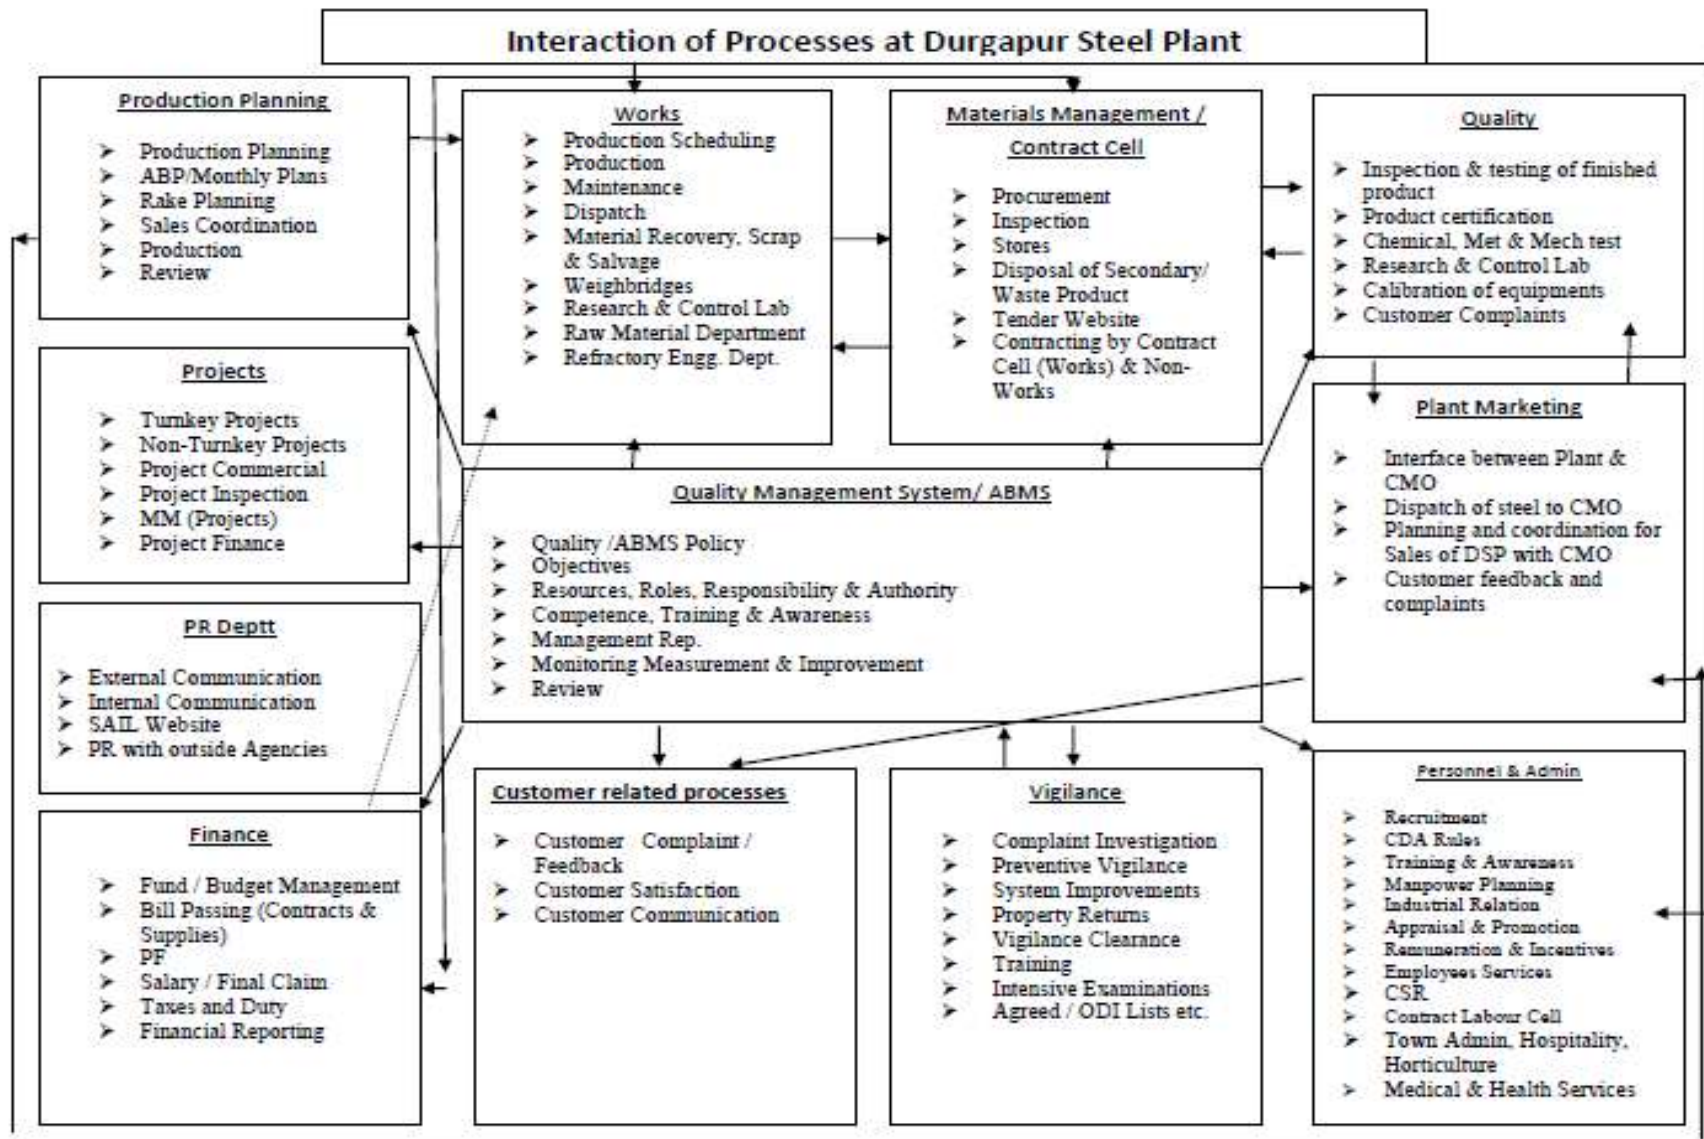 Interaction of Processes at Durgapur Steel Plant
Production Planning
Production Planning
ABP/Monthly Plans
Rake Planning
Sales Coordination
Production
Review
Works
Production Scheduling
Production
Maintenance
Dispatch
Material Recovery, Scrap
& Salvage
Weighbridges
Research & Control Lab
Raw Material Department
Refractory Engg. Dept.
Materials Management /
Contract Cell
Procurement
Inspection
Stores
Disposal of Secondary/
Waste Product
Tender Website
Contracting by Contract
Cell (Works) & Non-
Works
Quality
Inspection & testing of finished
product
Product certification
Chemical, Met & Mech test
Research & Control Lab
Calibration of equipments
Customer Complaints
Projects
Turnkey Projects
Non-Turnkey Projects
Project Commercial
Project Inspection
MM (Projects)
Project Finance
Quality Management System/ ABMS
Quality /ABMS Policy
Objectives
Resources, Roles, Responsibility & Authority
Competence, Training & Awareness
Management Rep.
Monitoring Measurement & Improvement
Review
Plant Marketing
Interface between Plant &
CMO
Dispatch of steel to CMO
Planning and coordination for
Sales of DSP with CMO
Customer feedback and
complaints
PR Deptt
External Communication
Internal Communication
SAIL Website
PR with outside Agencies
Finance
Fund / Budget Management
Bill Passing (Contracts &
Supplies)
PF
Salary / Final Claim
Taxes and Duty
Financial Reporting
Customer related processes
Customer Complaint /
Feedback
Customer Satisfaction
Customer Communication
Vigilance
Complaint Investigation
Preventive Vigilance
System Improvements
Property Returns
Vigilance Clearance
Training
Intensive Examinations
Agreed / ODI Lists etc.
Personnel & Admin
Recruitment
CDA Rules
Training & Awareness
Manpower Planning
Industrial Relation
Appraisal & Promotion
Remuneration & Incentives
Employees Services
CSR
Contract Labour Cell
Town Admin, Hospitality,
Horticulture
Medical & Health Services